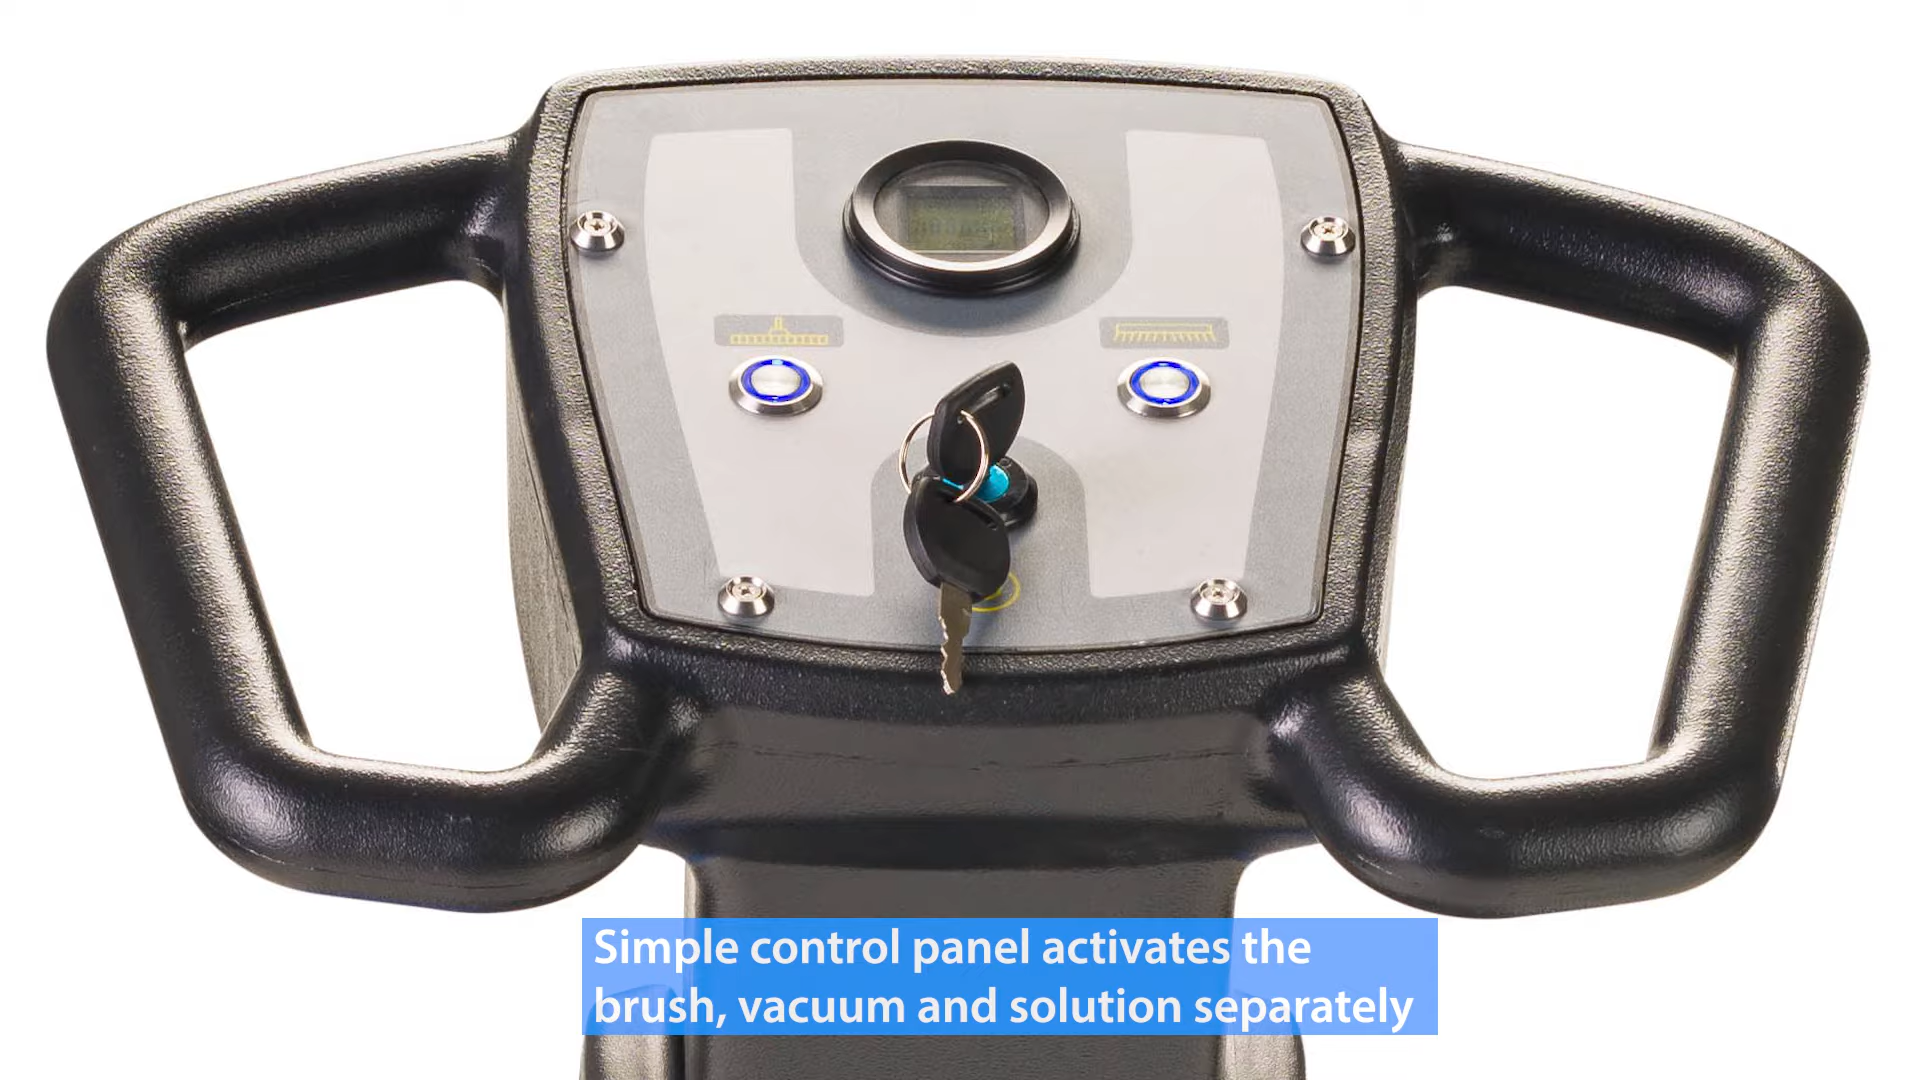 Simple control panel activates the
brush, vacuum and solution separately